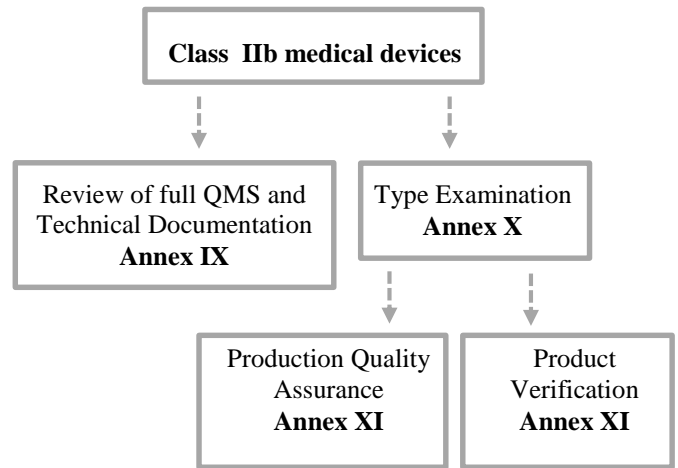 Class IIb medical devices
Review of full QMS and
Technical Documentation
Annex IX
Type Examination
Annex X
Production Quality
Assurance
Annex XI
Product
Verification
Annex XI